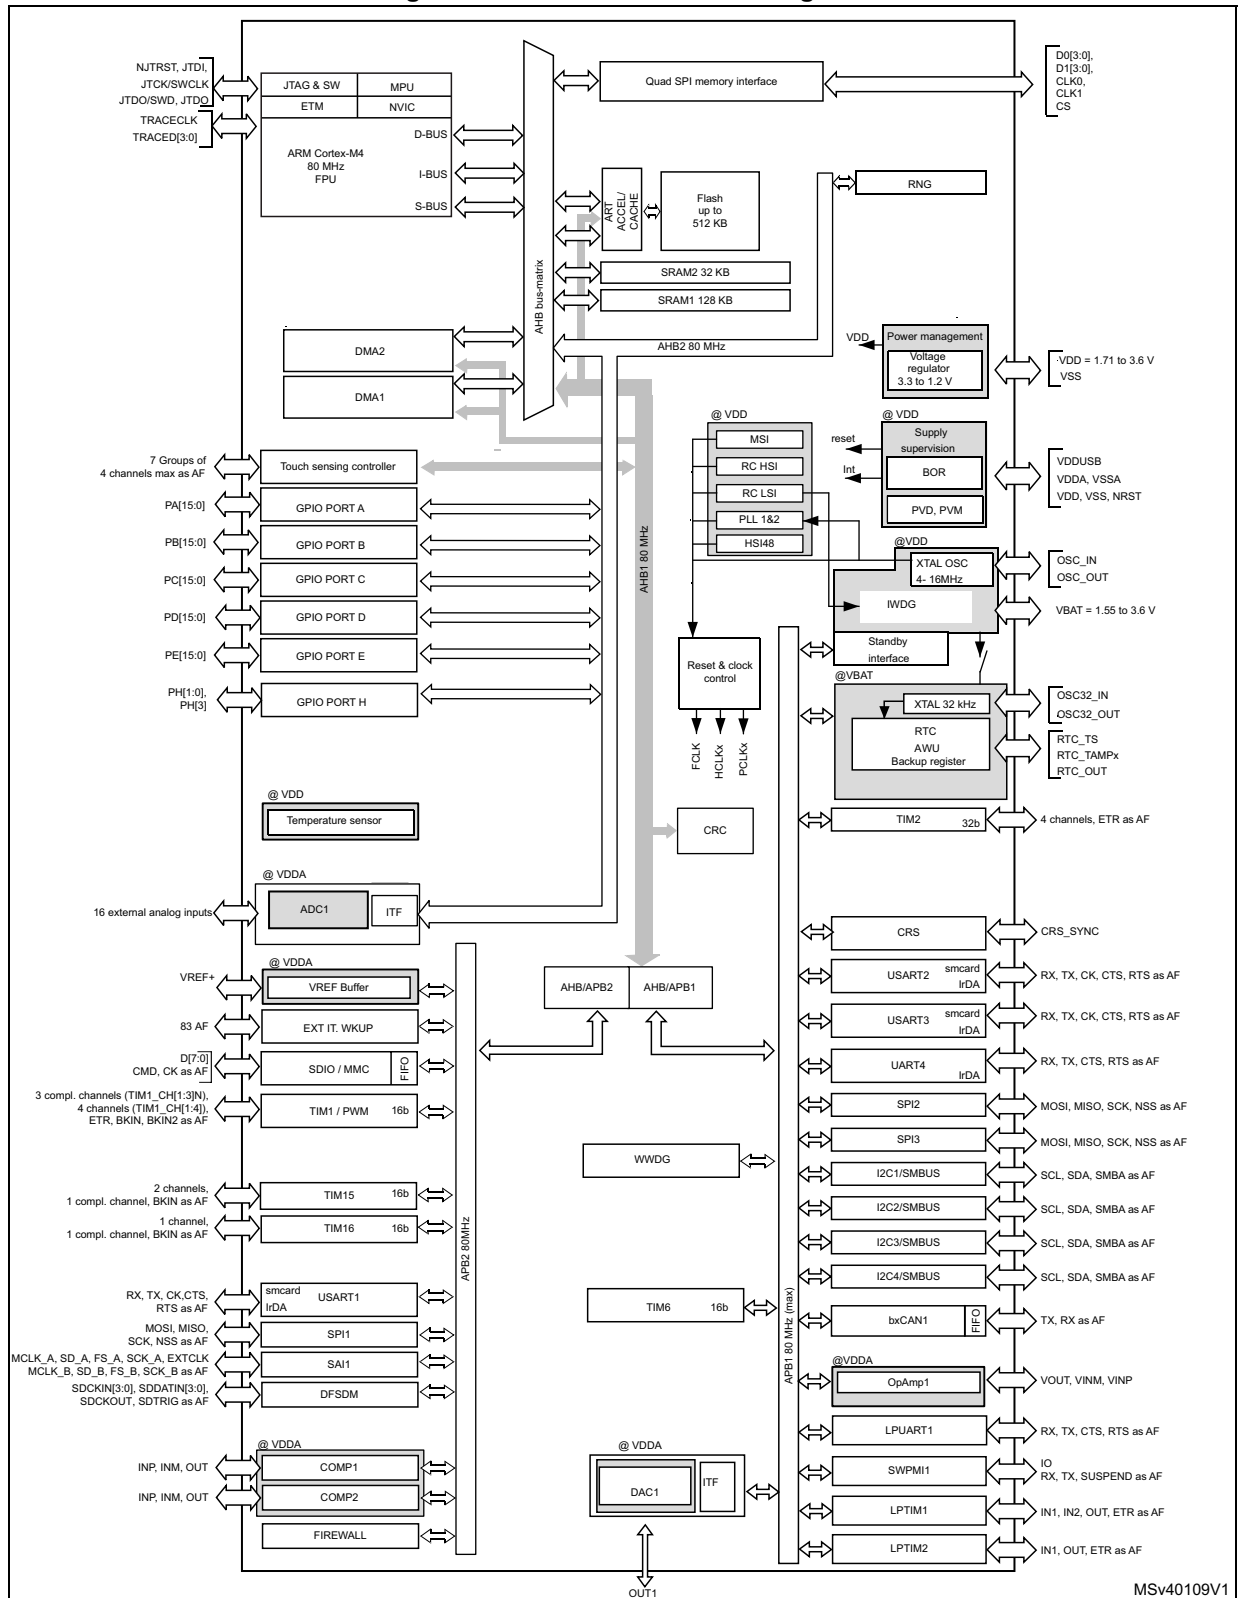 NJTRST, JTDI,
JTCK/SWCLK
JTDO/SWD, JTDO
TRACECLK
TRACED[3:0]
JTAG & SW
MPU
ETM
NVIC
ARM Cortex-M4
80 MHz
FPU
D-BUS
I-BUS
S-BUS
AHB bus-matrix
Quad SPI memory interface
D0[3:0],
D1[3:0],
CLK0,
CLK1
CS
ART
ACCEL/
CACHE
Flash
up to
512 KB
RNG
SRAM2 32 KB
SRAM1 128 KB
AHB2 80 MHz
DMA2
DMA1
VDD
Power management
Voltage
regulator
3.3 to 1.2 V
VDD = 1.71 to 3.6 V
VSS
@ VDD
MSI
RC HSI
RC LSI
PLL 1&2
HSI48
@ VDD
reset
Int
Supply
supervision
BOR
PVD, PVM
VDDUSB
VDDA, VSSA
VDD, VSS, NRST
7 Groups of
4 channels max as AF
Touch sensing controller
PA[15:0]
GPIO PORT A
PB[15:0]
GPIO PORT B
PC[15:0]
GPIO PORT C
PD[15:0]
GPIO PORT D
PE[15:0]
GPIO PORT E
PH[1:0],
PH[3]
GPIO PORT H
AHB1 80 MHz
@VDD
XTAL OSC
4- 16MHz
OSC_IN
OSC_OUT
IWDG
VBAT = 1.55 to 3.6 V
Standby
interface
Reset & clock
control
FCLK
HCLKx
PCLKx
@VBAT
XTAL 32 kHz
RTC
AWU
Backup register
OSC32_IN
OSC32_OUT
RTC_TS
RTC_TAMPx
RTC_OUT
@ VDD
Temperature sensor
CRC
TIM2
32b
4 channels, ETR as AF
@ VDDA
16 external analog inputs
ADC1
ITF
CRS
CRS_SYNC
@ VDDA
VREF+
VREF Buffer
AHB/APB2
AHB/APB1
USART2
smcard
IrDA
RX, TX, CK, CTS, RTS as AF
83 AF
EXT IT. WKUP
USART3
smcard
IrDA
RX, TX, CK, CTS, RTS as AF
D[7:0]
CMD, CK as AF
SDIO / MMC
FIFO
UART4
IrDA
RX, TX, CTS, RTS as AF
3 compl. channels (TIM1_CH[1:3]N),
4 channels (TIM1_CH[1:4]),
ETR, BKIN, BKIN2 as AF
TIM1 / PWM
16b
SPI2
MOSI, MISO, SCK, NSS as AF
SPI3
MOSI, MISO, SCK, NSS as AF
WWDG
I2C1/SMBUS
SCL, SDA, SMBA as AF
2 channels,
1 compl. channel, BKIN as AF
TIM15
16b
I2C2/SMBUS
SCL, SDA, SMBA as AF
1 channel,
1 compl. channel, BKIN as AF
TIM16
16b
APB2 80MHz
I2C3/SMBUS
SCL, SDA, SMBA as AF
I2C4/SMBUS
SCL, SDA, SMBA as AF
RX, TX, CK,CTS,
RTS as AF
smcard
IrDA
USART1
TIM6
16b
APB1 80 MHz (max)
bxCAN1
FIFO
TX, RX as AF
MOSI, MISO,
SCK, NSS as AF
SPI1
MCLK_A, SD_A, FS_A, SCK_A, EXTCLK
MCLK_B, SD_B, FS_B, SCK_B as AF
SAI1
@VDDA
OpAmp1
VOUT, VINM, VINP
SDCKIN[3:0], SDDATIN[3:0],
SDCKOUT, SDTRIG as AF
DFSDM
LPUART1
RX, TX, CTS, RTS as AF
@ VDDA
INP, INM, OUT
COMP1
INP, INM, OUT
COMP2
@ VDDA
DAC1
ITF
SWPMI1
IO
RX, TX, SUSPEND as AF
LPTIM1
IN1, IN2, OUT, ETR as AF
FIREWALL
LPTIM2
IN1, OUT, ETR as AF
OUT1
MSv40109V1